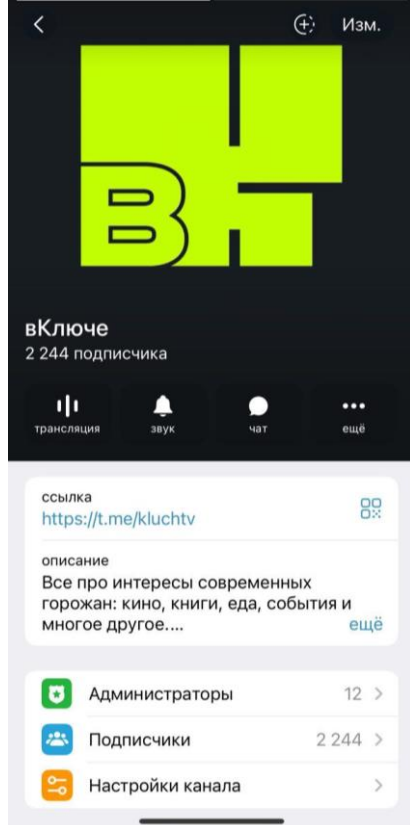 Изм.
в
вКлюче
2 244 подписчика
трансляция
звук
чат
ещё
ссылка
https://t.me/kluchtv
описание
Все про интересы современных
горожан: кино, книги, еда, события и
многое другое.... ещё
Администраторы 12
Подписчики 2 244
Настройки канала